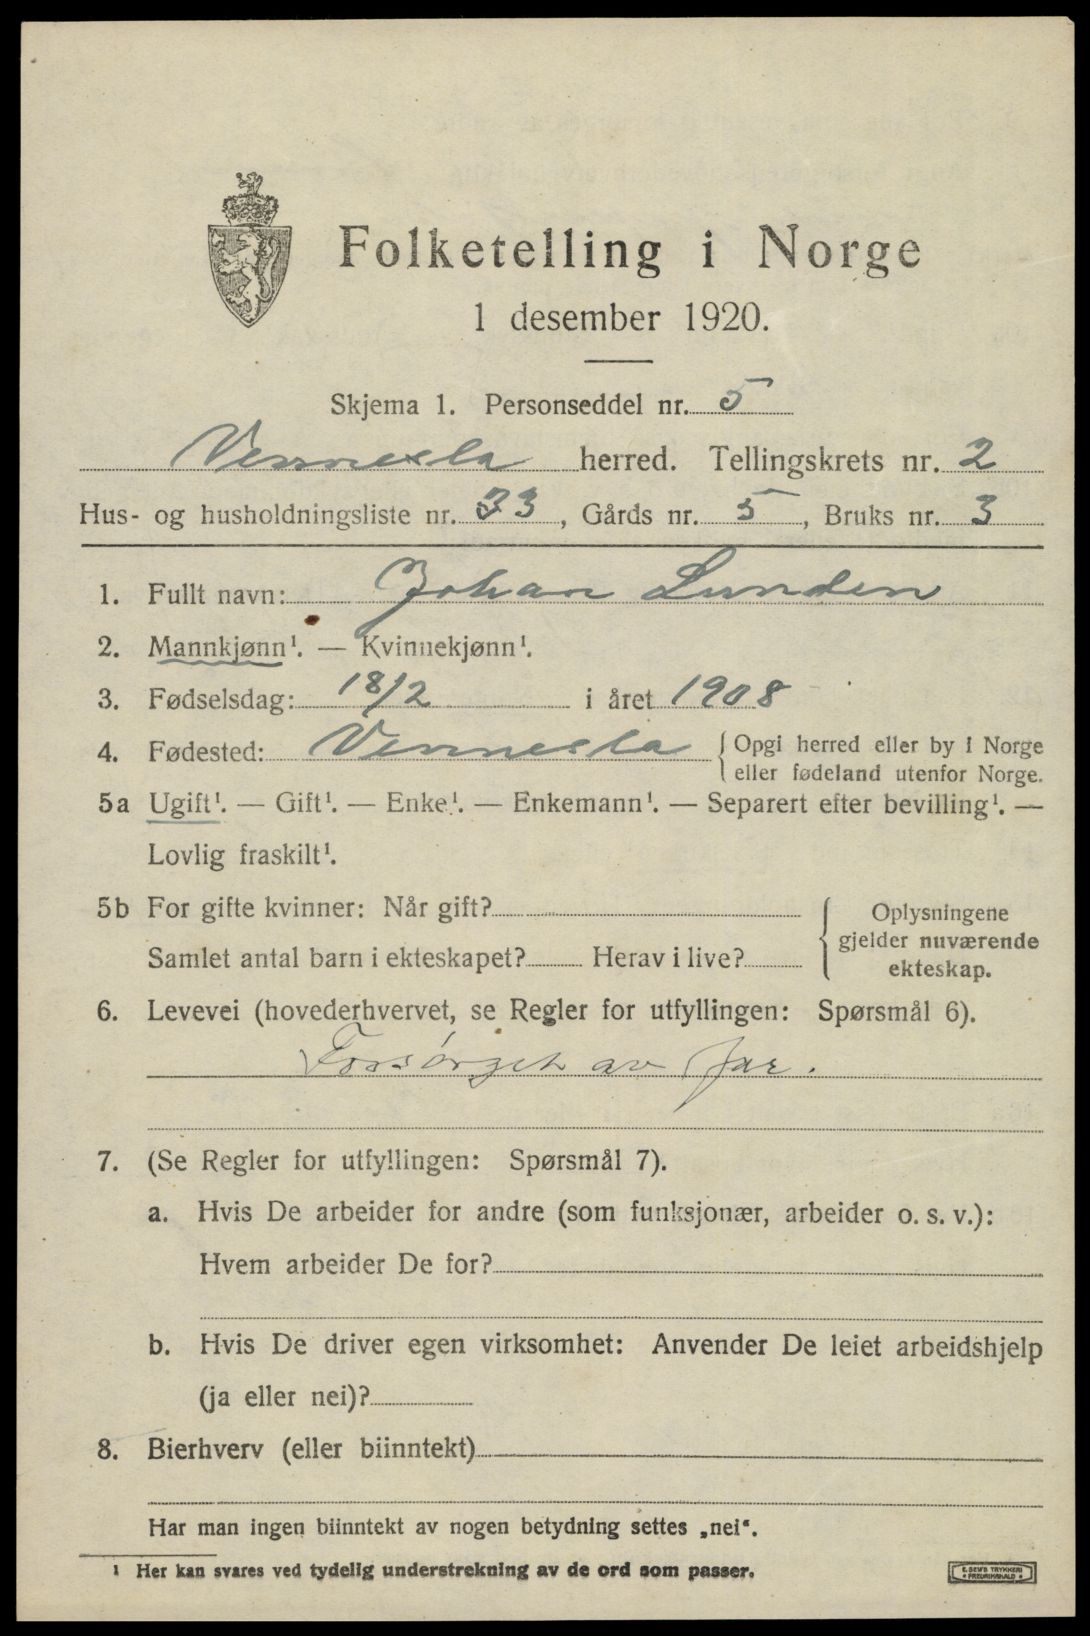 Folketelling i Norge
1 desember 1920.
Skjema 1. Personseddel nr. 5
Vennesla herred. Tellingskrets nr. 2
Hus- og husholdningsliste nr. 33, Gårds nr. 5, Bruks nr. 3
1. Fullt navn: Johan Lunden
2. Mannkjønn¹. — Kvinnekjønn¹.
3. Fødselsdag: 18/2 i året 1908
4. Fødested: Vennesla { Opgi herred eller by i Norge
eller fødeland utenfor Norge.
5a Ugift¹. — Gift¹. — Enke¹. — Enkemann¹. — Separert efter bevilling¹. —
Lovlig fraskilt¹.
5b For gifte kvinner: Når gift?
Samlet antal barn i ekteskapet? Herav i live?
{ Oplysningene
gjelder nuværende
ekteskap.
6. Levevei (hovederhvervet, se Regler for utfyllingen: Spørsmål 6).
Forsørget av far.
7. (Se Regler for utfyllingen: Spørsmål 7).
a. Hvis De arbeider for andre (som funksjonær, arbeider o. s. v.):
Hvem arbeider De for?
b. Hvis De driver egen virksomhet: Anvender De leiet arbeidshjelp
(ja eller nei)?
8. Bierhverv (eller biinntekt)
Har man ingen biinntekt av nogen betydning settes „nei“.
¹ Her kan svares ved tydelig understrekning av de ord som passer.
E. SEM'S TRYKKERI
• FREDRIKSHALD •